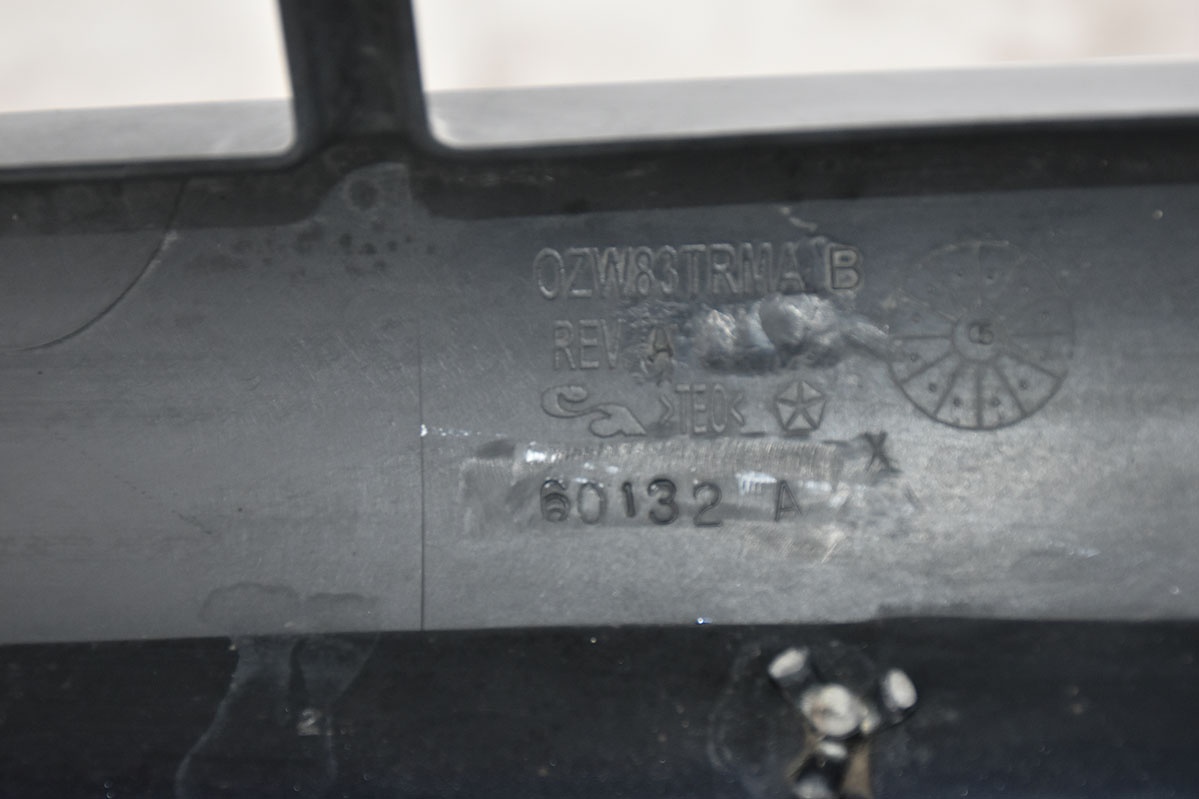 0ZW83TRMA B
REV A
>TEO<
X
60132 A